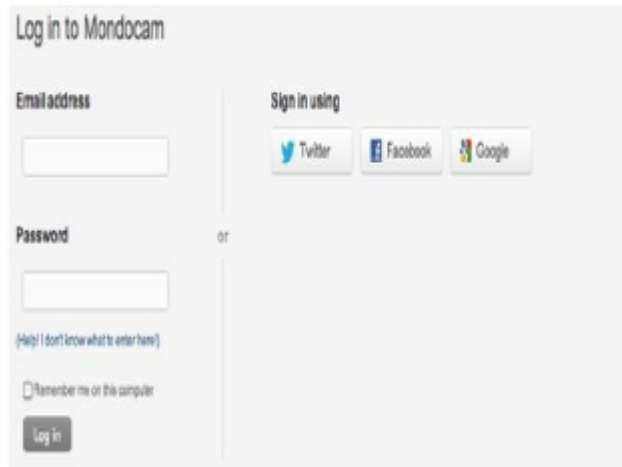 Log in to Mondocam
Email address
Password
(Help! I don't know what to enter here!)
Remember me on this computer
Log in
or
Sign in using
Twitter
Facebook
Google